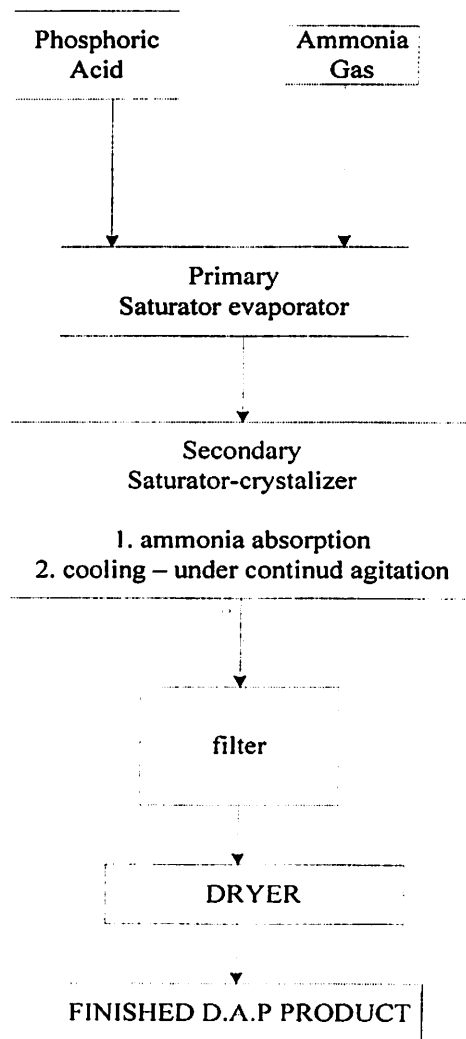 Phosphoric
Acid
Ammonia
Gas
Primary
Saturator evaporator
Secondary
Saturator-crystalizer
1. ammonia absorption
2. cooling – under continud agitation
filter
DRYER
FINISHED D.A.P PRODUCT